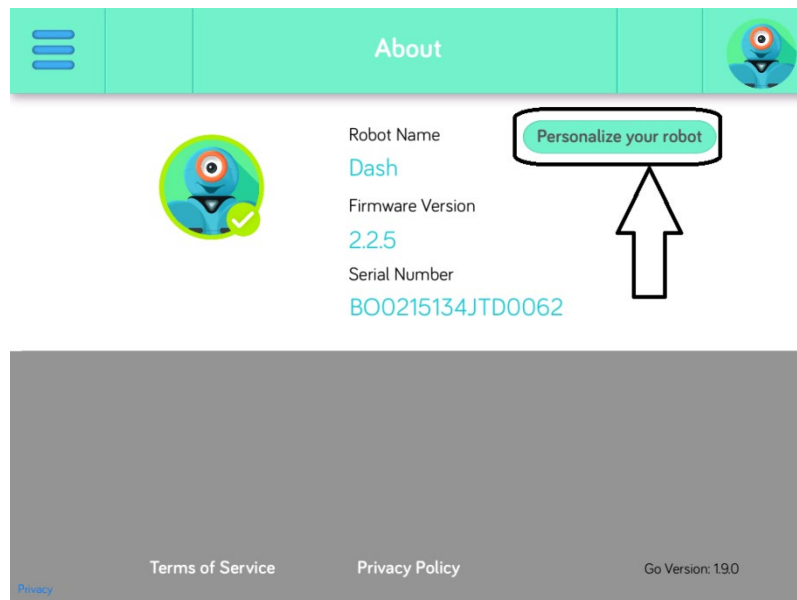 About
Robot Name
Personalize your robot
Dash
Firmware Version
2.2.5
Serial Number
BO0215134JTD0062
Terms of Service
Privacy Policy
Go Version: 1.9.0
Privacy